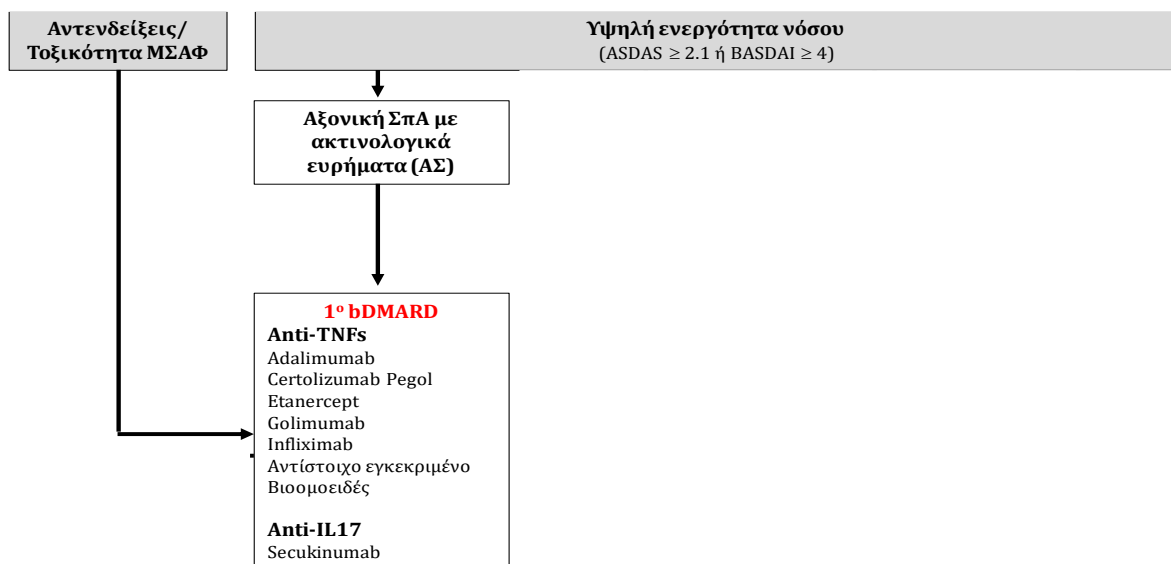 Αντενδείξεις/
Τοξικότητα ΜΣΑΦ
Υψηλή ενεργότητα νόσου
(ASDAS ≥ 2.1 ή BASDAI ≥ 4)
Αξονική ΣπΑ με
ακτινολογικά
ευρήματα (ΑΣ)
1º bDMARD
Anti-TNFs
Adalimumab
Certolizumab Pegol
Etanercept
Golimumab
Infliximab
Αντίστοιχο εγκεκριμένο
Βιοομοειδές
Anti-IL17
Secukinumab